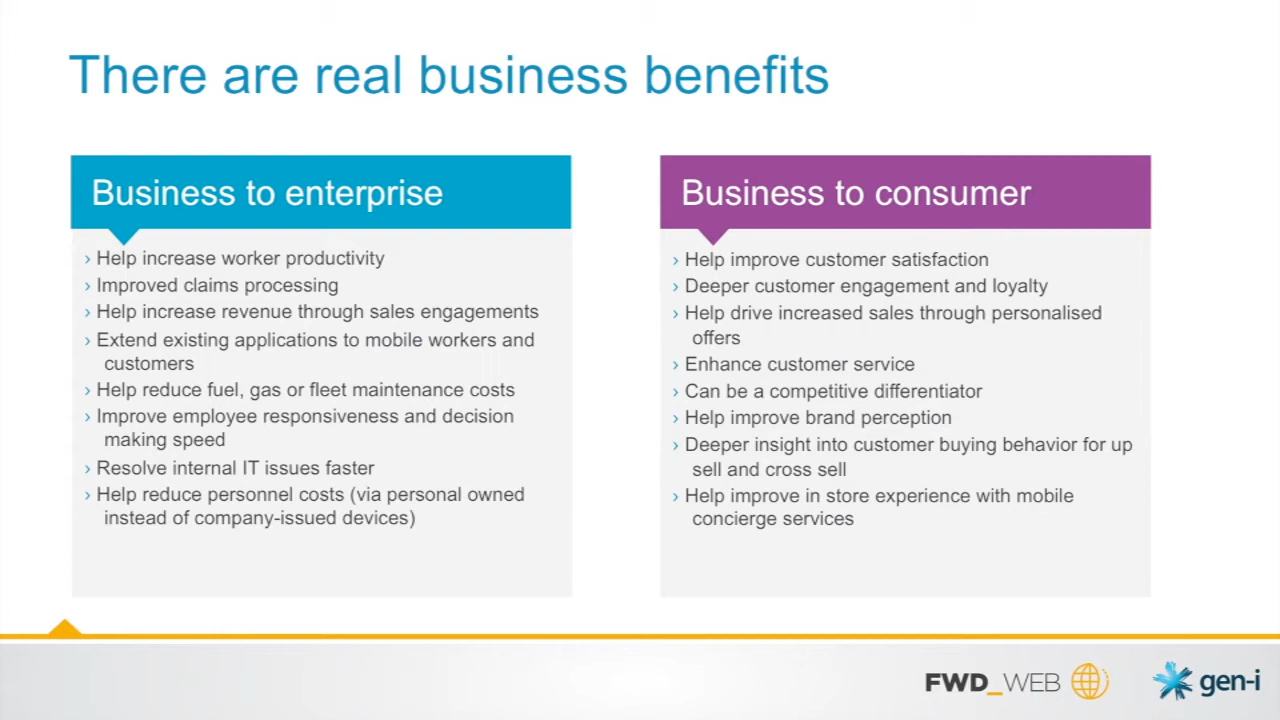 There are real business benefits
Business to enterprise
› Help increase worker productivity
› Improved claims processing
› Help increase revenue through sales engagements
› Extend existing applications to mobile workers and
customers
› Help reduce fuel, gas or fleet maintenance costs
› Improve employee responsiveness and decision
making speed
› Resolve internal IT issues faster
› Help reduce personnel costs (via personal owned
instead of company-issued devices)
Business to consumer
› Help improve customer satisfaction
› Deeper customer engagement and loyalty
› Help drive increased sales through personalised
offers
› Enhance customer service
› Can be a competitive differentiator
› Help improve brand perception
› Deeper insight into customer buying behavior for up
sell and cross sell
› Help improve in store experience with mobile
concierge services
FWD_WEB
gen-i